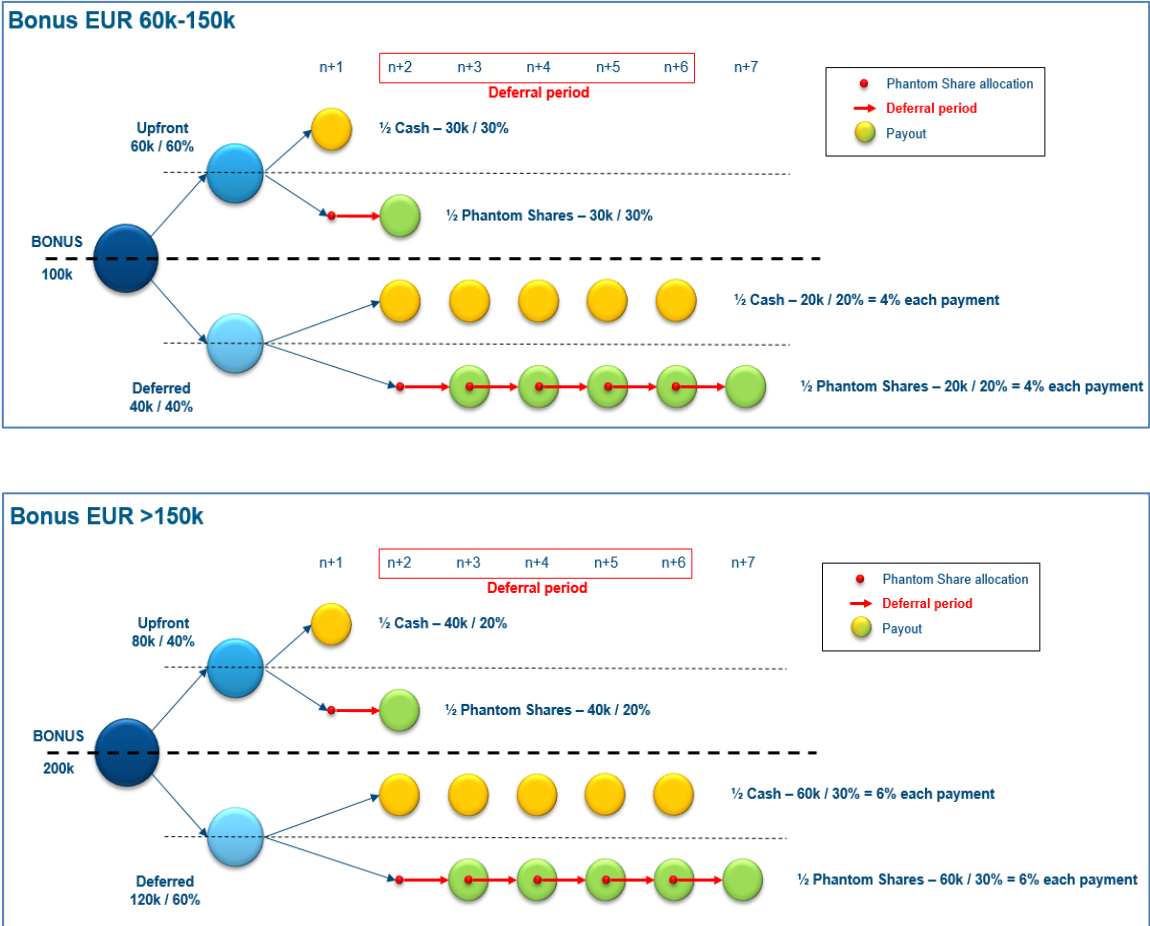 Bonus EUR 60k-150k
n+1 n+2 n+3 n+4 n+5 n+6 n+7
Deferral period
Phantom Share allocation
Deferral period
Payout
Upfront
60k / 60%
½ Cash – 30k / 30%
½ Phantom Shares – 30k / 30%
BONUS
100k
½ Cash – 20k / 20% = 4% each payment
Deferred
40k / 40%
½ Phantom Shares – 20k / 20% = 4% each payment
Bonus EUR >150k
n+1 n+2 n+3 n+4 n+5 n+6 n+7
Deferral period
Phantom Share allocation
Deferral period
Payout
Upfront
80k / 40%
½ Cash – 40k / 20%
½ Phantom Shares – 40k / 20%
BONUS
200k
½ Cash – 60k / 30% = 6% each payment
Deferred
120k / 60%
½ Phantom Shares – 60k / 30% = 6% each payment